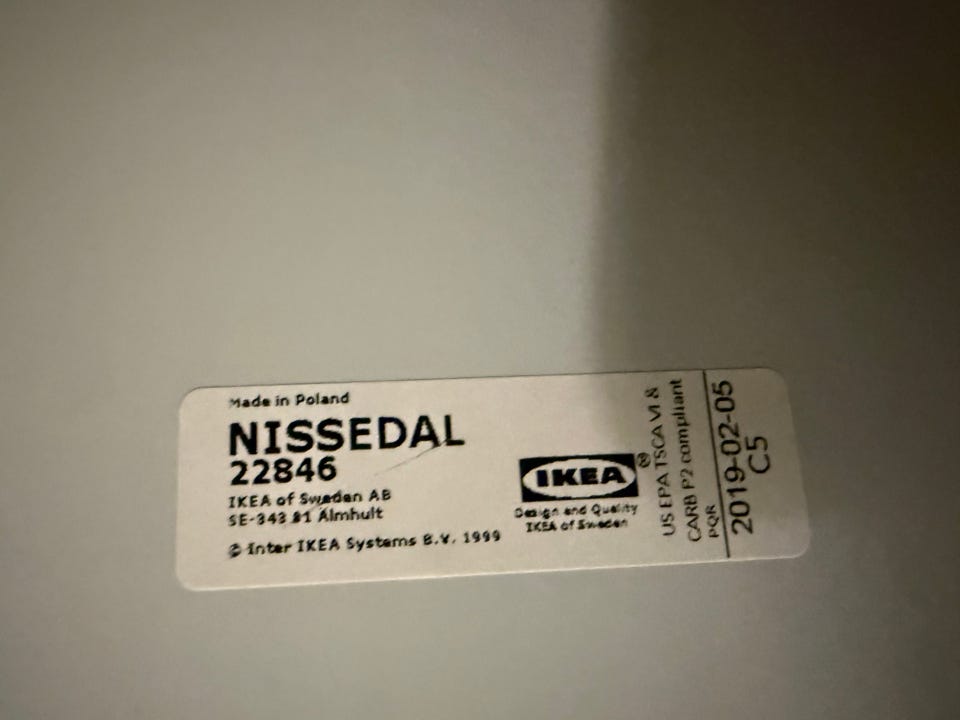 Made in Poland
NISSEDAL
22846
IKEA of Sweden AB
SE-343 81 Älmhult
© Inter IKEA Systems B.V. 1999
IKEA®
Design and Quality
IKEA of Sweden
US EPA TSCA VI &
CARB P2 compliant
PQR
2019-02-05
C5